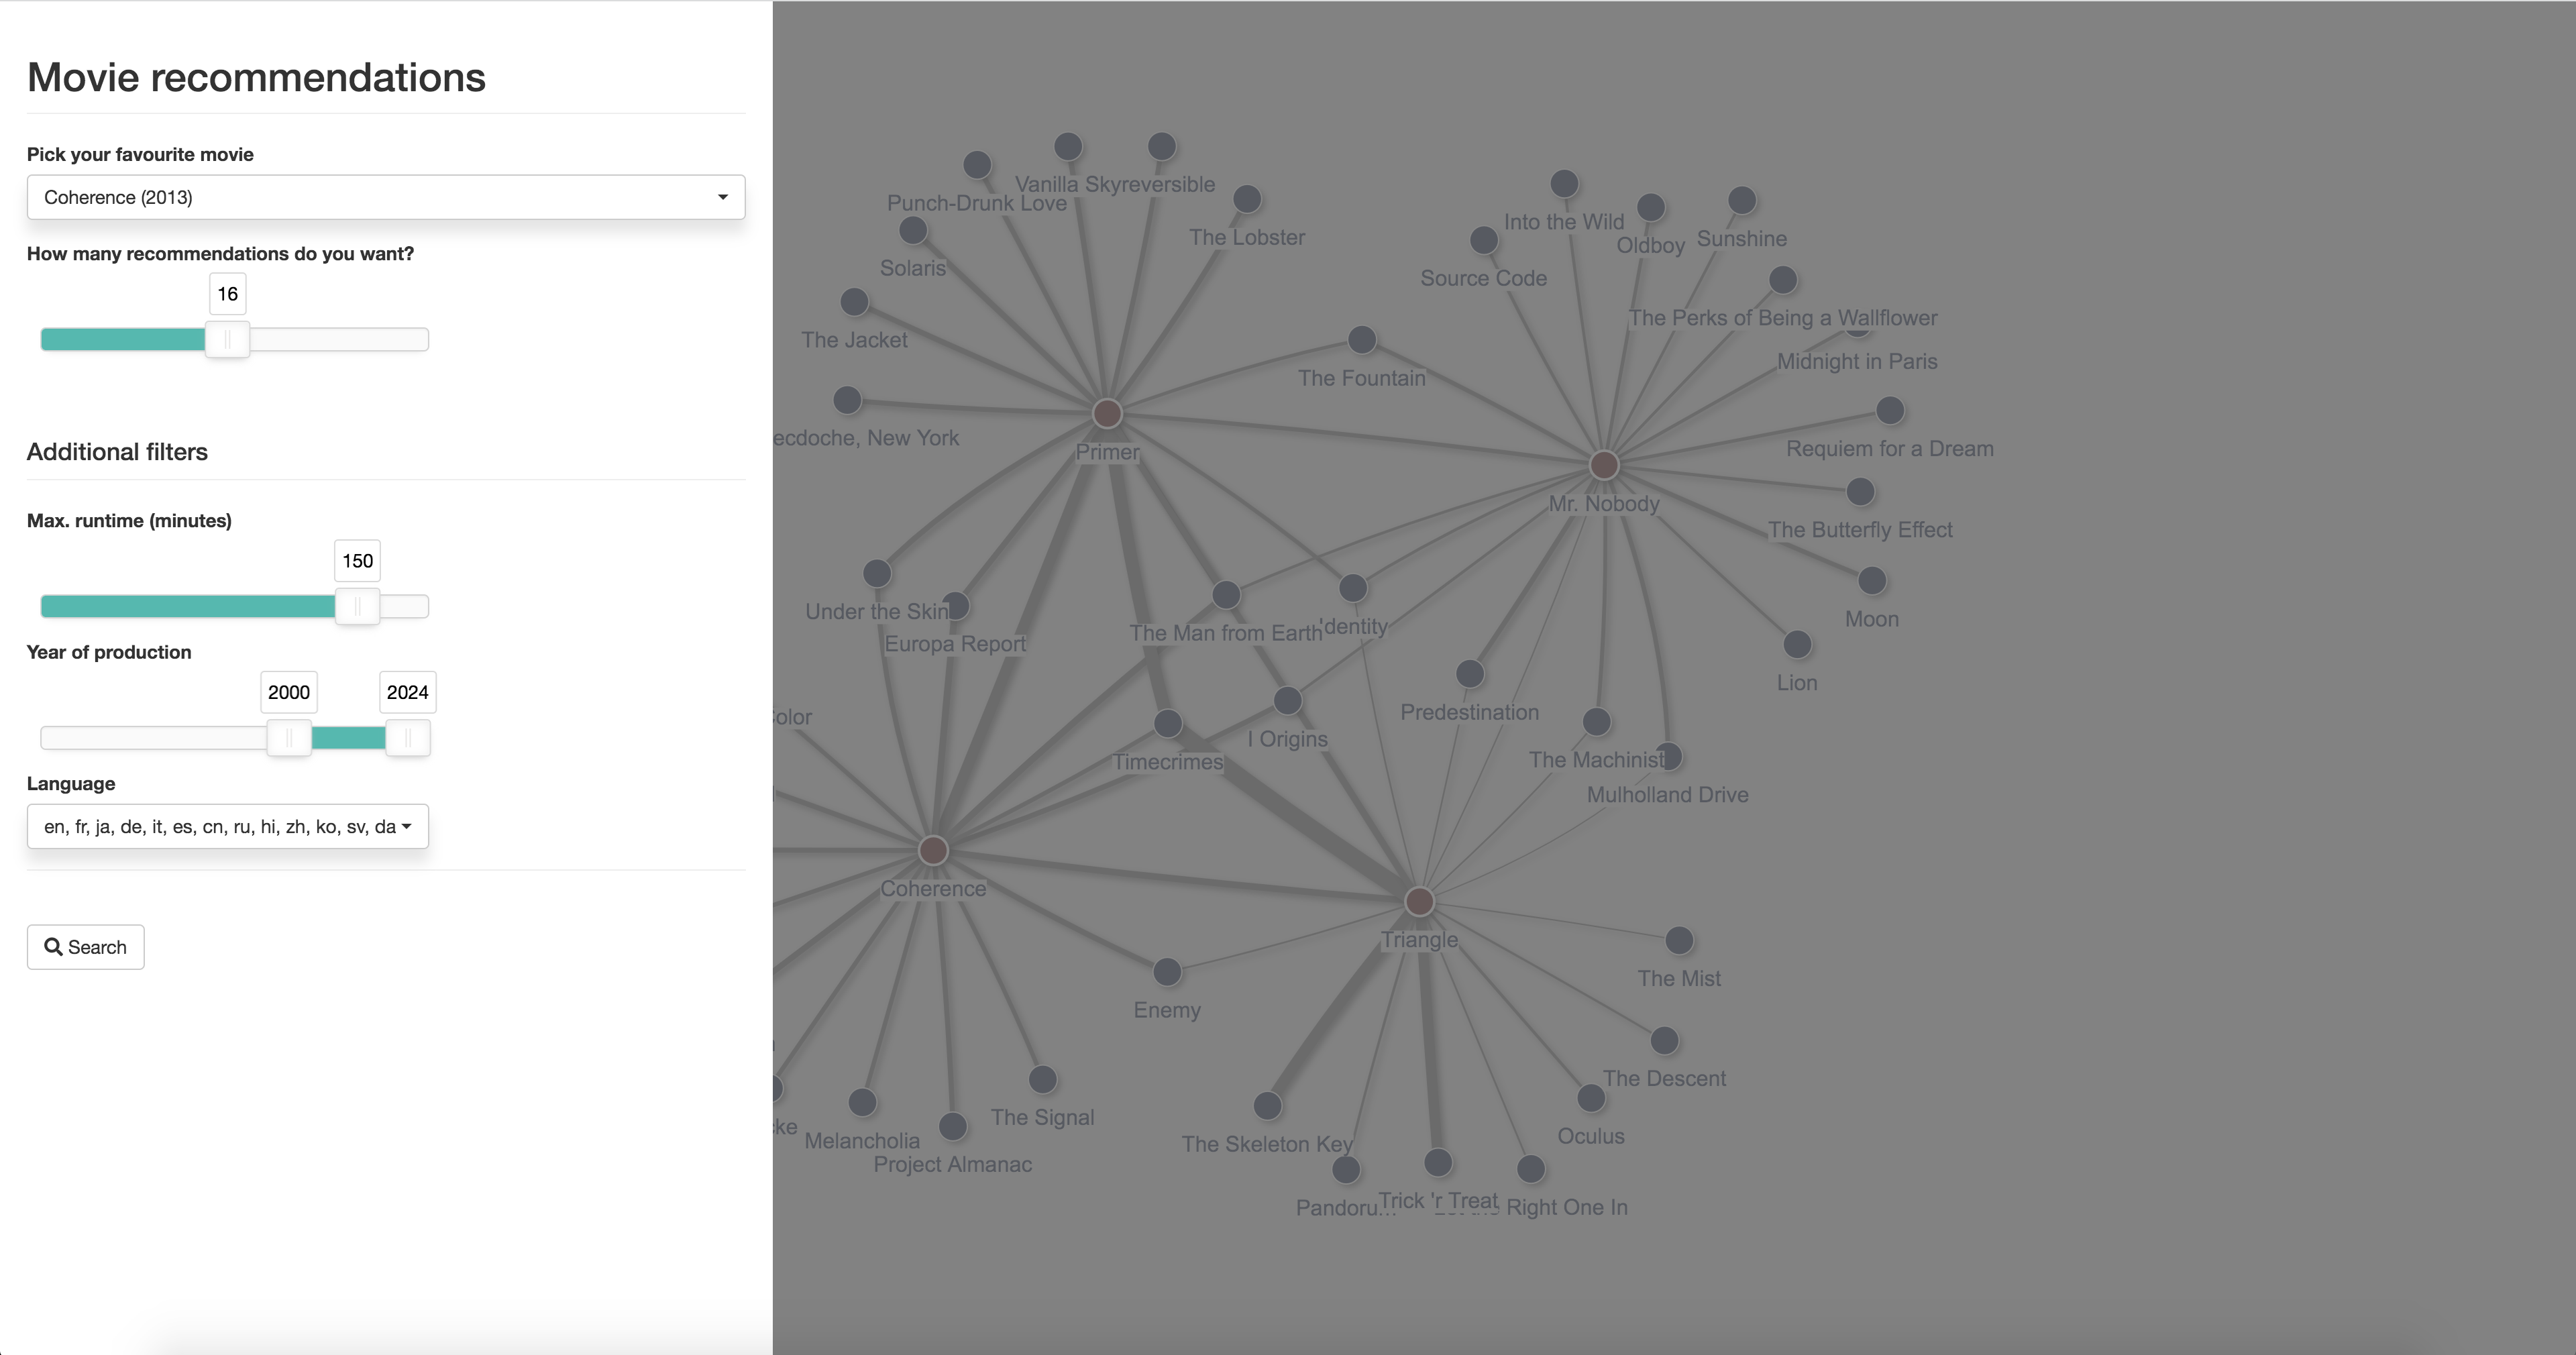 Movie recommendations
Pick your favourite movie
Coherence (2013)
How many recommendations do you want?
16
Additional filters
Max. runtime (minutes)
150
Year of production
2000
2024
Language
en, fr, ja, de, it, es, cn, ru, hi, zh, ko, sv, da
Search
Vanilla Sky
reversible
Punch-Drunk Love
The Lobster
Solaris
The Jacket
ecdoche, New York
Primer
The Fountain
Into the Wild
Oldboy
Sunshine
Source Code
The Perks of Being a Wallflower
Midnight in Paris
Requiem for a Dream
Mr. Nobody
The Butterfly Effect
Moon
Lion
Under the Skin
Europa Report
The Man from Earth
dentity
Predestination
I Origins
Timecrimes
The Machinist
Mulholland Drive
olor
Coherence
Triangle
Enemy
The Mist
The Descent
Oculus
The Signal
ke
Melancholia
Project Almanac
The Skeleton Key
Pandoru
Trick 'r Treat
Right One In